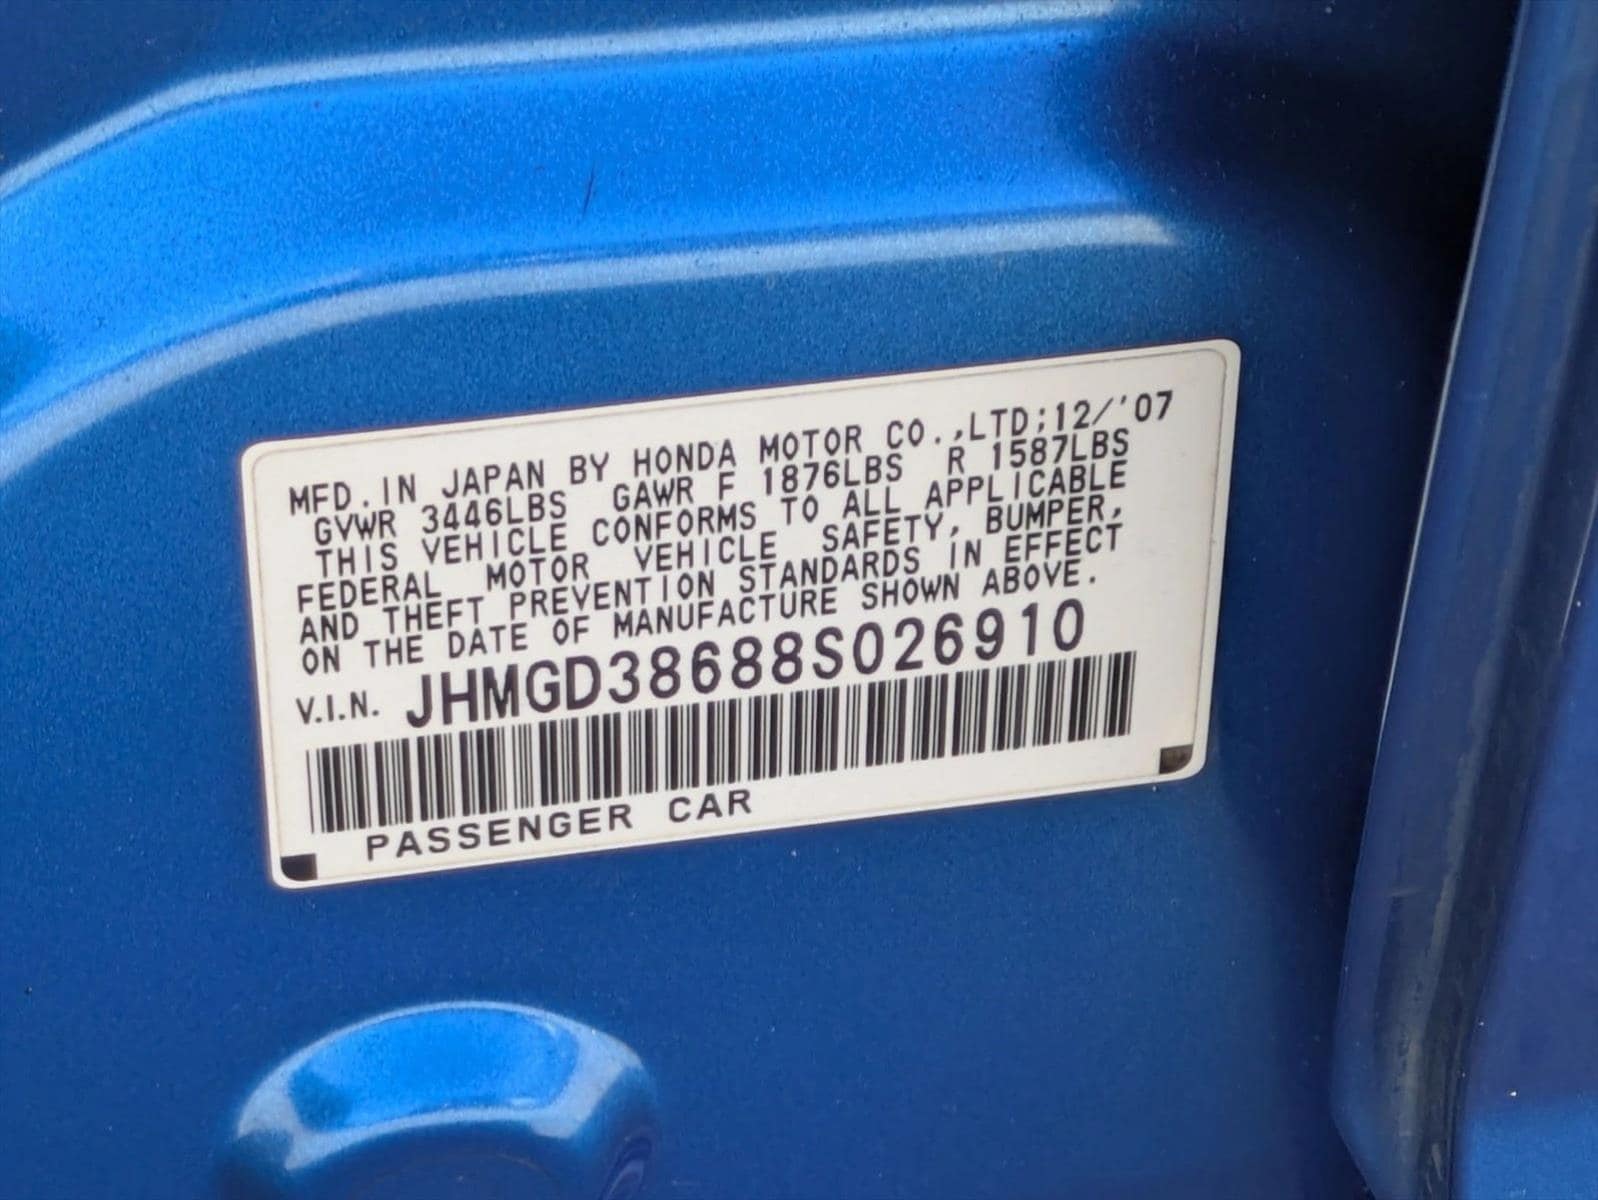 MFD.IN JAPAN BY HONDA MOTOR CO.,LTD;12/'07
GVWR 3446LBS GAWR F 1876LBS R 1587LBS
THIS VEHICLE CONFORMS TO ALL APPLICABLE
FEDERAL MOTOR VEHICLE SAFETY, BUMPER,
AND THEFT PREVENTION STANDARDS IN EFFECT
ON THE DATE OF MANUFACTURE SHOWN ABOVE.
V.I.N. JHMGD38688S026910
PASSENGER CAR